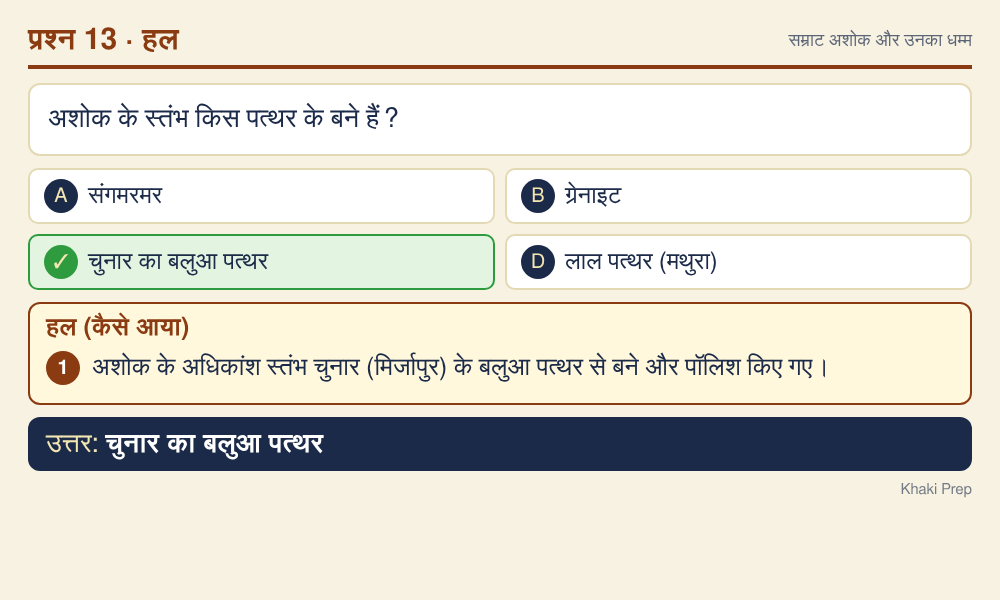 प्रश्न 13 · हल
सम्राट अशोक और उनका धम्म
अशोक के स्तंभ किस पत्थर के बने हैं ?
A संगमरमर
B ग्रेनाइट
✓ चुनार का बलुआ पत्थर
D लाल पत्थर (मथुरा)
हल (कैसे आया)
1 अशोक के अधिकांश स्तंभ चुनार (मिर्जापुर) के बलुआ पत्थर से बने और पॉलिश किए गए।
उत्तर: चुनार का बलुआ पत्थर
Khaki Prep